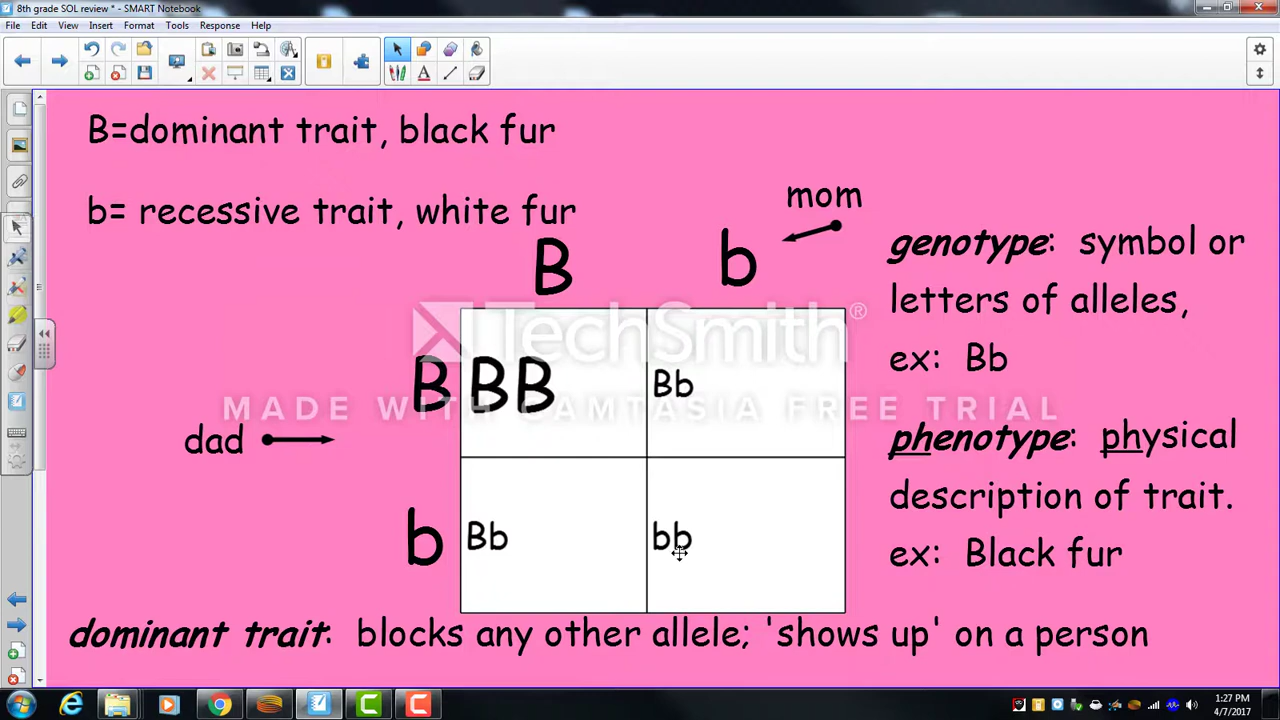 8th grade SOL review * - SMART Notebook
File Edit View Insert Format Tools Response Help
B=dominant trait, black fur
b= recessive trait, white fur
mom
B b
genotype: symbol or
letters of alleles,
ex: Bb
TechSmith®
B BB Bb
MADE WITH CAMTASIA FREE TRIAL
dad
phenotype: physical
description of trait.
ex: Black fur
b Bb bb
dominant trait: blocks any other allele; 'shows up' on a person
1:27 PM
4/7/2017